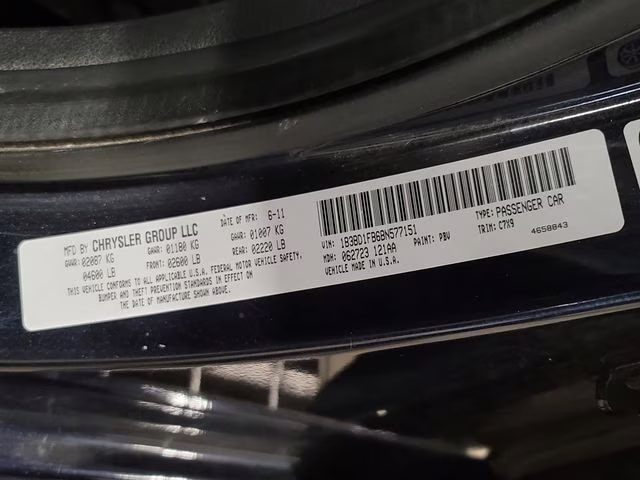 MFD BY CHRYSLER GROUP LLC DATE OF MFR 6-11
GVWR: 02087 KG GAWR: 01180 KG GAWR: 01007 KG
04600 LB FRONT: 02600 LB REAR: 02220 LB
THIS VEHICLE CONFORMS TO ALL APPLICABLE U.S.A. FEDERAL MOTOR VEHICLE SAFETY,
BUMPER AND THEFT PREVENTION STANDARDS IN EFFECT ON
THE DATE OF MANUFACTURE SHOWN ABOVE.
VIN: 1B3BD1FB6BN577151 TYPE: PASSENGER CAR
MDH: 062723 121AA PAINT: PBV TRIM: C7X9
VEHICLE MADE IN U.S.A. 4658843